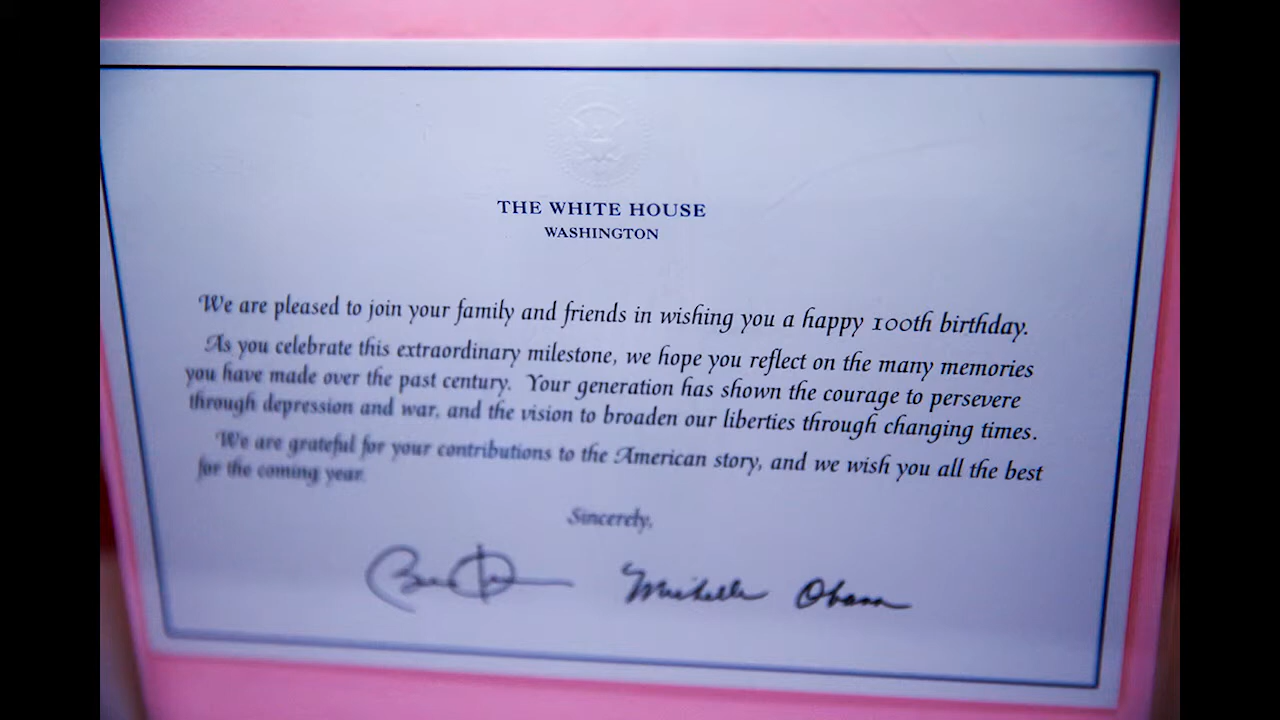 THE WHITE HOUSE
WASHINGTON
We are pleased to join your family and friends in wishing you a happy 100th birthday.
As you celebrate this extraordinary milestone, we hope you reflect on the many memories
you have made over the past century. Your generation has shown the courage to persevere
through depression and war, and the vision to broaden our liberties through changing times.
We are grateful for your contributions to the American story, and we wish you all the best
for the coming year.
Sincerely,
Michelle Obama